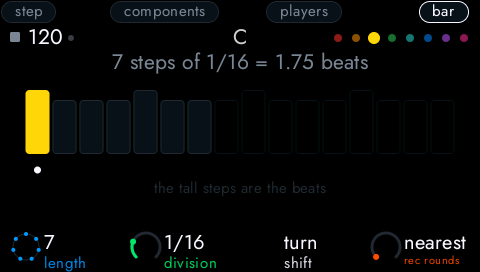 step components players bar
120 C
7 steps of 1/16 = 1.75 beats
the tall steps are the beats
7 1/16 turn nearest
length division shift rec rounds